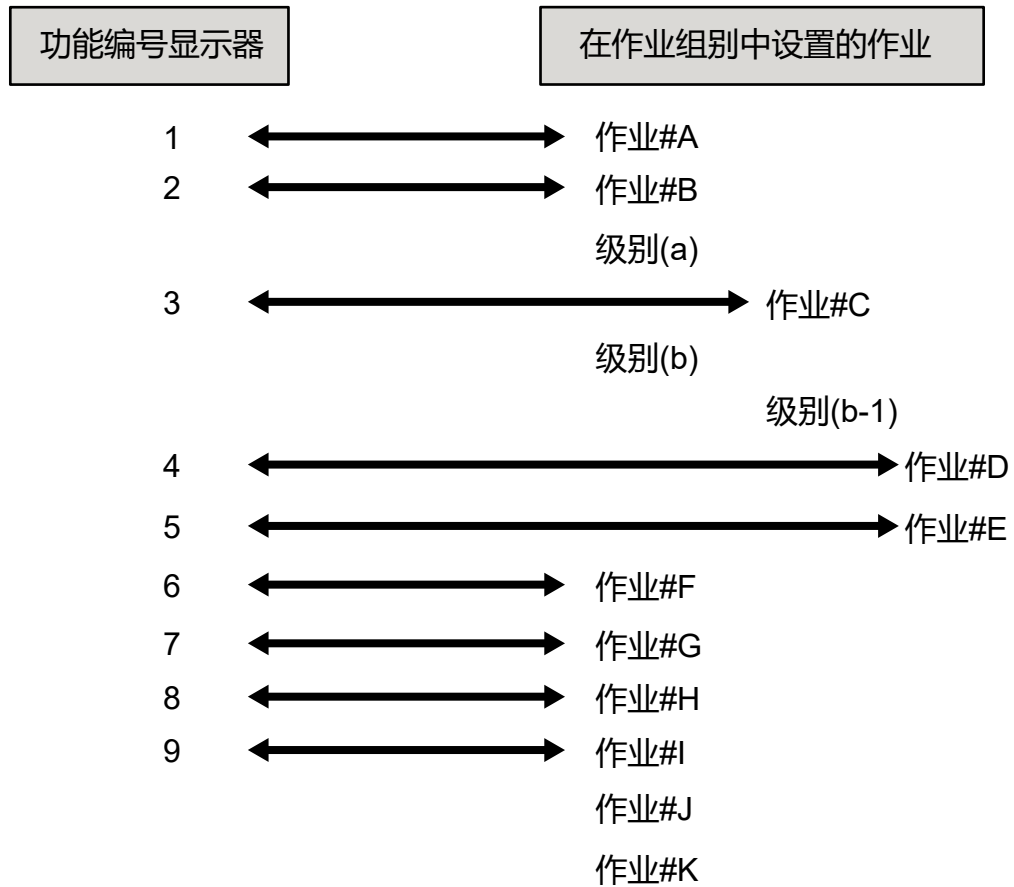 功能编号显示器 在作业组别中设置的作业
1 作业#A
2 作业#B
级别(a)
3 作业#C
级别(b)
级别(b-1)
4 作业#D
5 作业#E
6 作业#F
7 作业#G
8 作业#H
9 作业#I
作业#J
作业#K